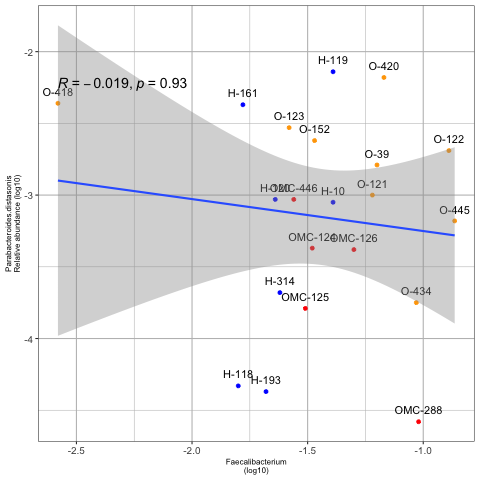 -2
-3
-4
H-119
O-420
R = −0.019, p = 0.93
O-418
H-161
O-123
O-152
O-122
O-39
O-121
OMC-446
H-10
O-445
OMC-124
OMC-126
H-314
OMC-125
O-434
H-118
H-193
OMC-288
-2.5
-2.0
-1.5
-1.0
Faecalibacterium
(log10)
Parabacteroides.distasonis
Relative abundance (log10)